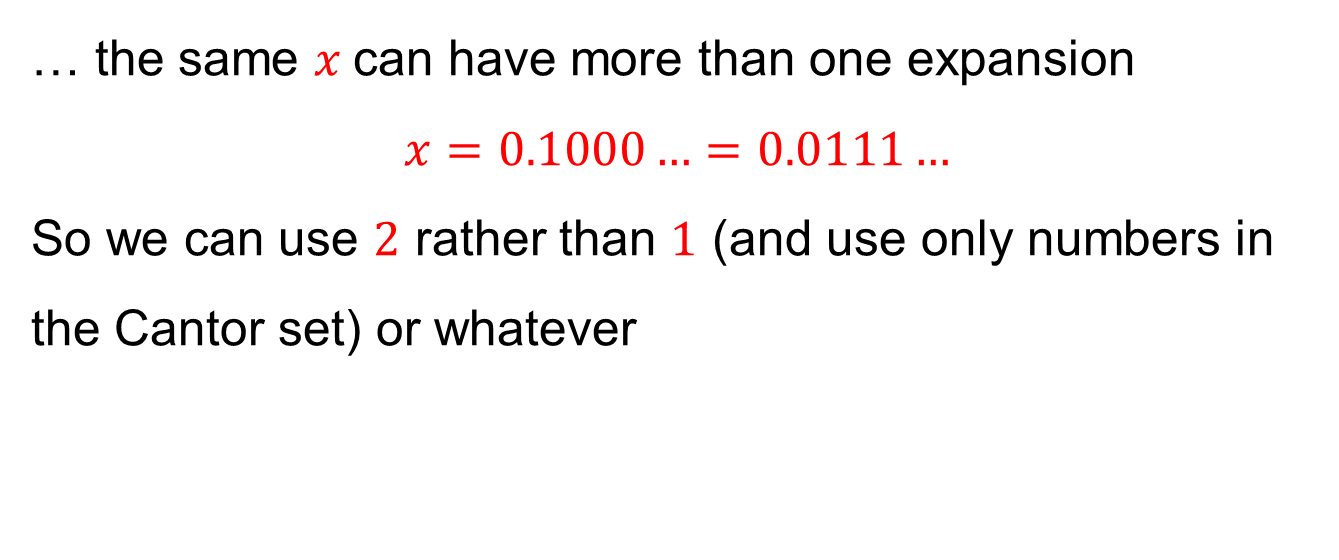 … the same x can have more than one expansion
x = 0.1000 … = 0.0111 …
So we can use 2 rather than 1 (and use only numbers in
the Cantor set) or whatever